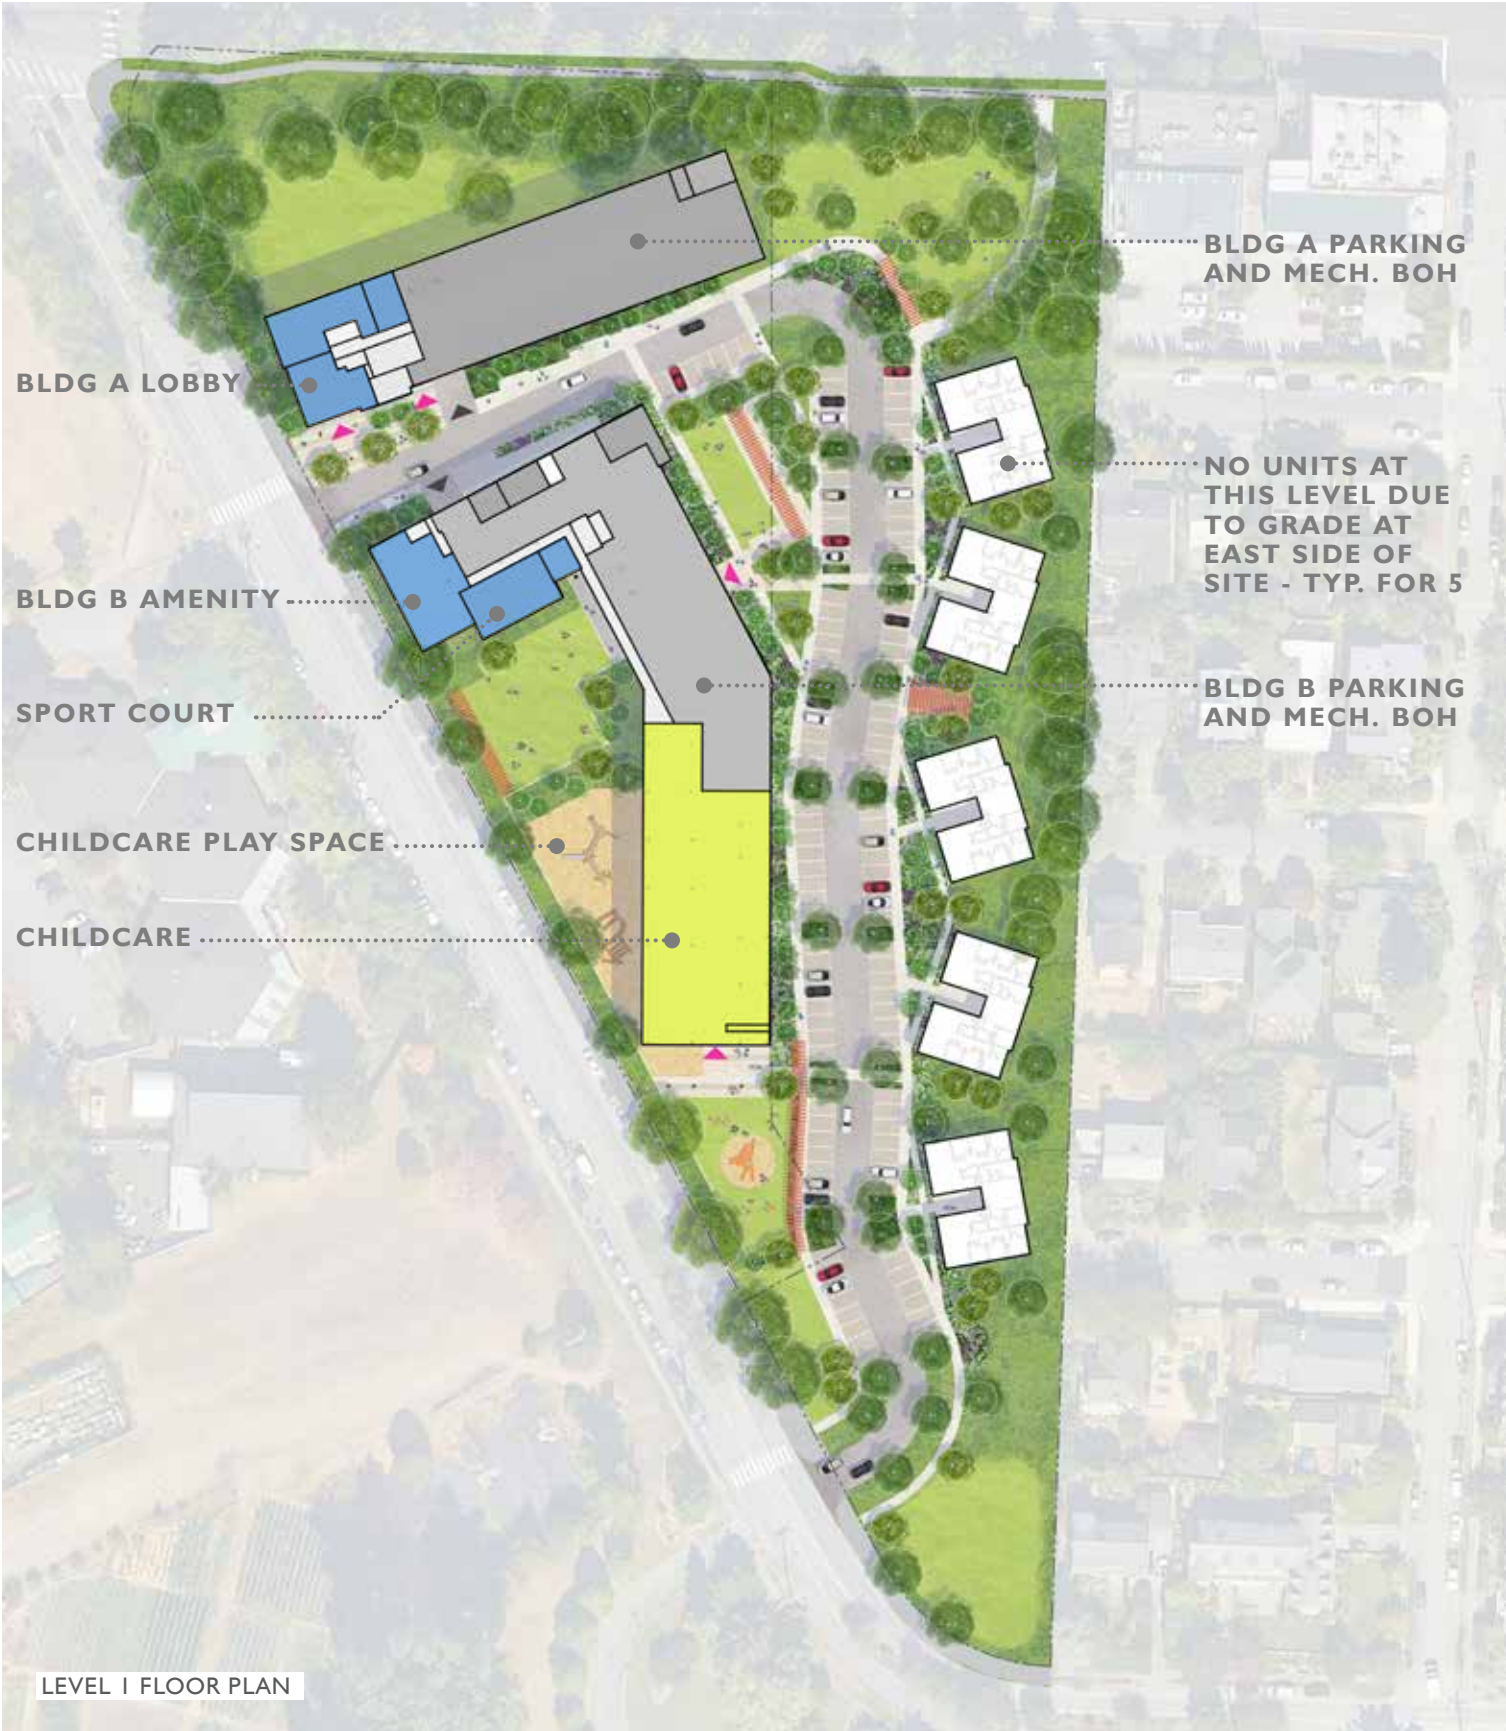 BLDG A PARKING
AND MECH. BOH
BLDG A LOBBY
NO UNITS AT
THIS LEVEL DUE
TO GRADE AT
EAST SIDE OF
SITE - TYP. FOR 5
BLDG B AMENITY
BLDG B PARKING
AND MECH. BOH
SPORT COURT
CHILDCARE PLAY SPACE
CHILDCARE
LEVEL 1 FLOOR PLAN